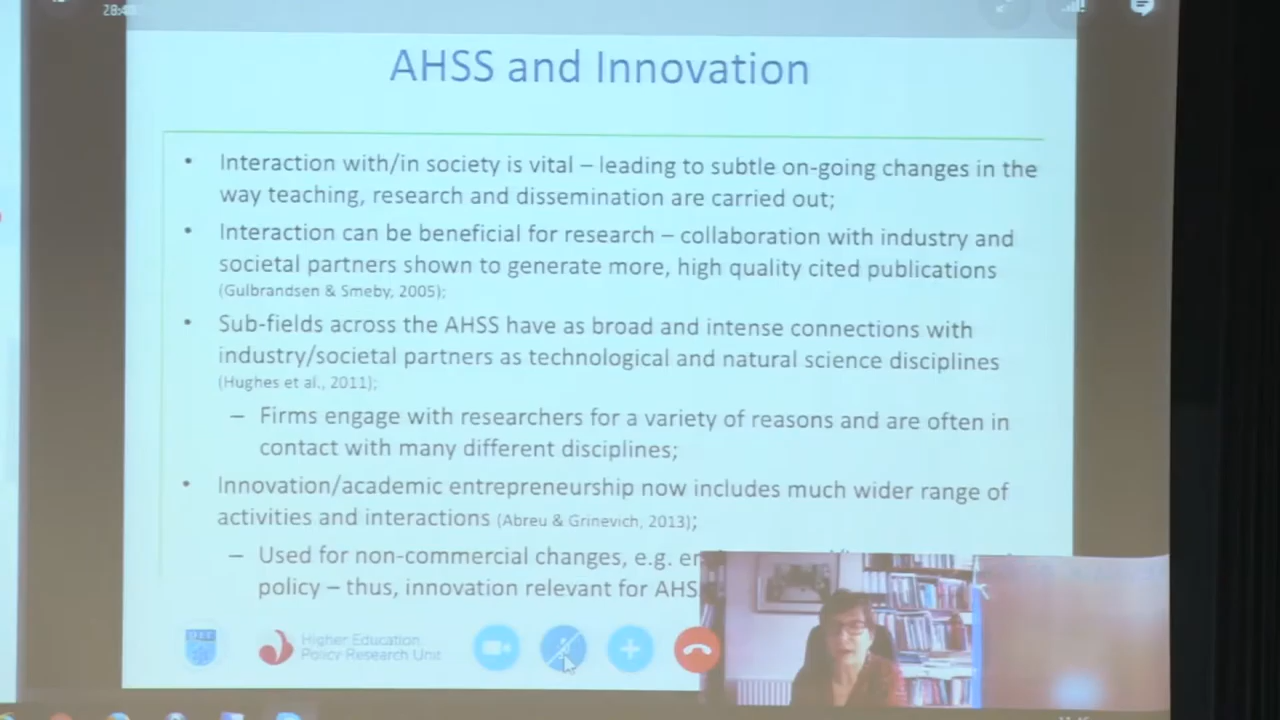 AHSS and Innovation
• Interaction with/in society is vital – leading to subtle on-going changes in the
way teaching, research and dissemination are carried out;
• Interaction can be beneficial for research – collaboration with industry and
societal partners shown to generate more, high quality cited publications
(Gulbrandsen & Smeby, 2005);
• Sub-fields across the AHSS have as broad and intense connections with
industry/societal partners as technological and natural science disciplines
(Hughes et al., 2011);
– Firms engage with researchers for a variety of reasons and are often in
contact with many different disciplines;
• Innovation/academic entrepreneurship now includes much wider range of
activities and interactions (Abreu & Grinevich, 2013);
– Used for non-commercial changes, e.g.
policy – thus, innovation relevant for AHS
Higher Education
Policy Research Unit